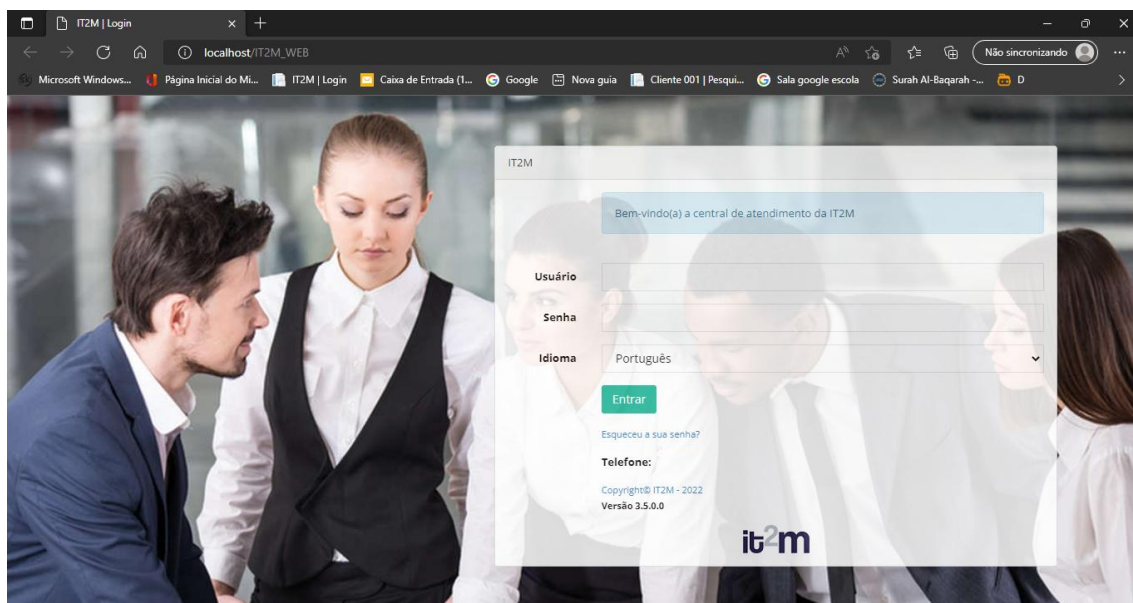 IT2M | Login
localhost/IT2M_WEB
Não sincronizando
Microsoft Windows...
Página Inicial do Mi...
IT2M | Login
Caixa de Entrada (1...
Google
Nova guia
Cliente 001 | Pesqui...
Sala google escola
Surah Al-Baqarah -...
D
IT2M
Bem-vindo(a) a central de atendimento da IT2M
Usuário
Senha
Idioma
Português
Entrar
Esqueceu a sua senha?
Telefone:
Copyright© IT2M - 2022
Versão 3.5.0.0
it2m